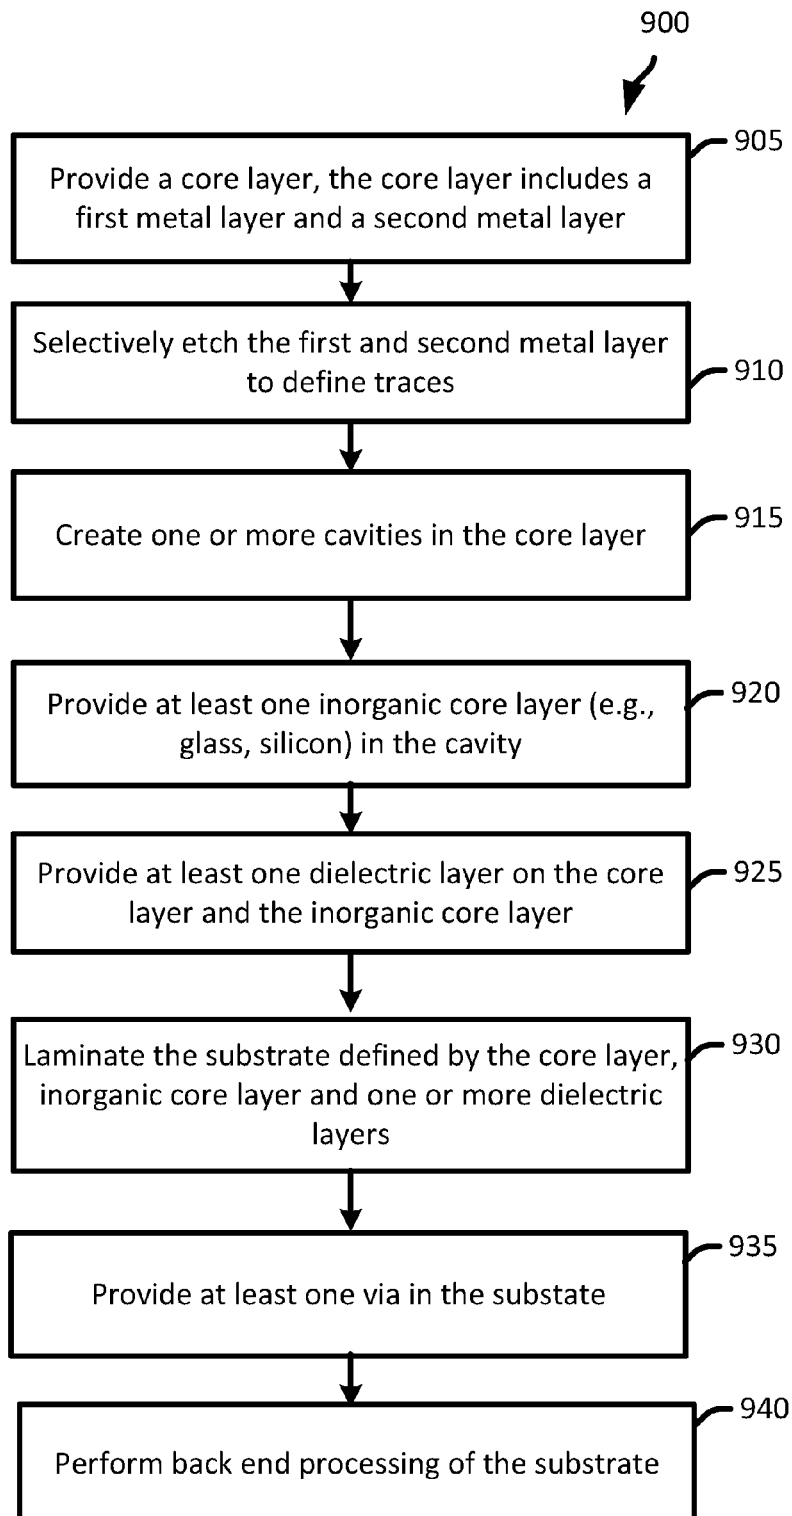 900
905
Provide a core layer, the core layer includes a
first metal layer and a second metal layer
Selectively etch the first and second metal layer
to define traces
910
Create one or more cavities in the core layer
915
Provide at least one inorganic core layer (e.g.,
glass, silicon) in the cavity
920
Provide at least one dielectric layer on the core
layer and the inorganic core layer
925
Laminate the substrate defined by the core layer,
inorganic core layer and one or more dielectric
layers
930
935
Provide at least one via in the substate
940
Perform back end processing of the substrate